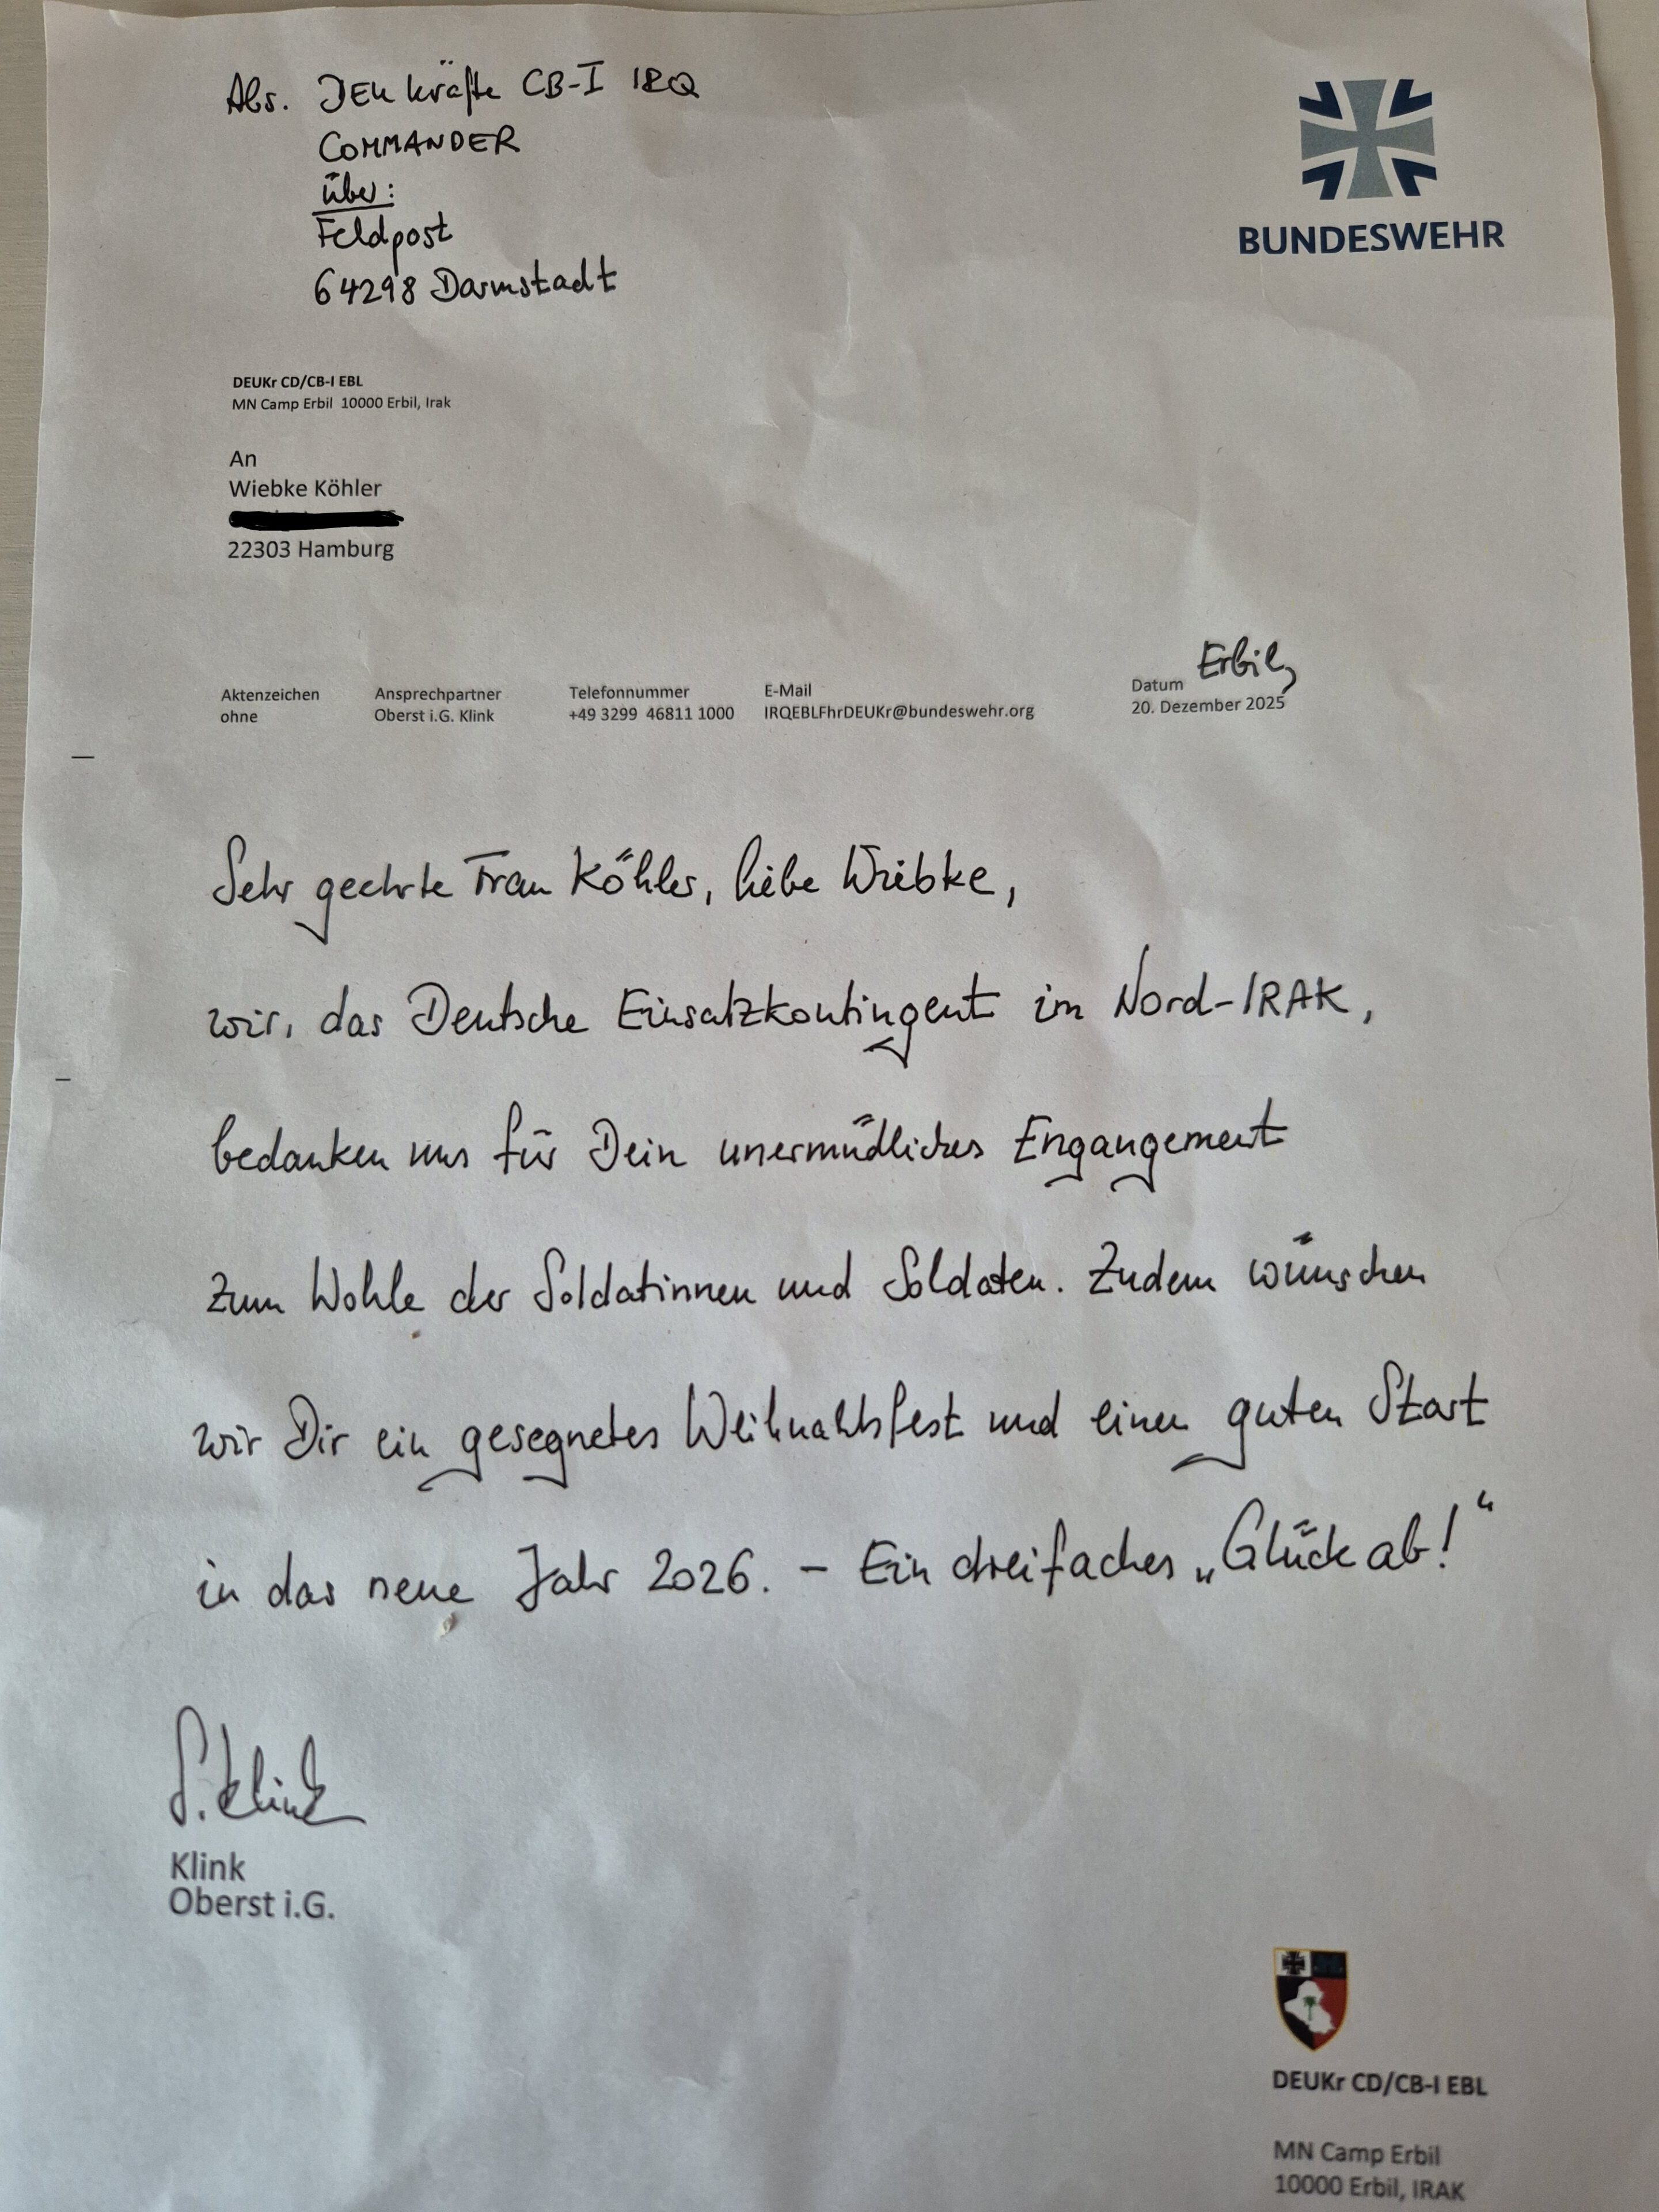 Abs. DEU kräfte CB-I IRQ
COMMANDER
über:
Feldpost
64298 Darmstadt
BUNDESWEHR
DEUKr CD/CB-I EBL
MN Camp Erbil 10000 Erbil, Irak
An
Wiebke Köhler
22303 Hamburg
Erbil,
Aktenzeichen Ansprechpartner Telefonnummer E-Mail Datum
ohne Oberst i.G. Klink +49 3299 46811 1000 IRQEBLFhrDEUKr@bundeswehr.org 20. Dezember 2025
Sehr geehrte Frau Köhler, liebe Wiebke,
wir, das Deutsche Einsatzkontingent im Nord-IRAK,
bedanken uns für Dein unermüdliches Engangement
zum Wohle der Soldatinnen und Soldaten. Zudem wünschen
wir Dir ein gesegnetes Weihnachtsfest und einen guten Start
in das neue Jahr 2026. – Ein dreifaches „Glück ab!“
S. Klink
Klink
Oberst i.G.
DEUKr CD/CB-I EBL
MN Camp Erbil
10000 Erbil, IRAK